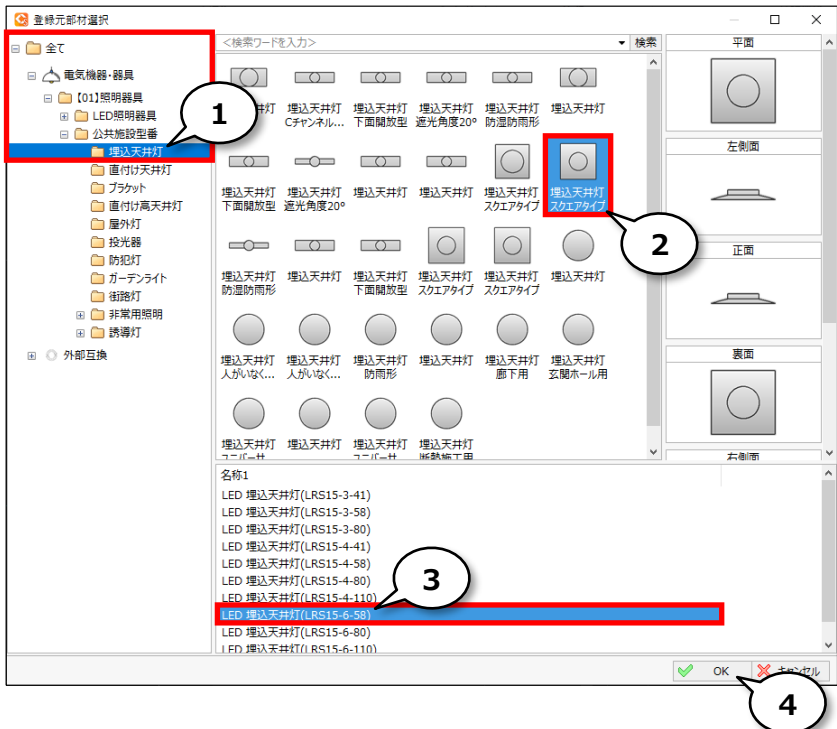 登録元部材選択
全て
電気機器・器具
【01】照明器具
LED照明器具
公共施設型番
埋込天井灯
直付け天井灯
ブラケット
直付け高天井灯
屋外灯
投光器
防犯灯
ガーデンライト
街路灯
非常用照明
誘導灯
外部互換
1
<検索ワードを入力>
検索
埋込天井灯
Cチャンネル...
埋込天井灯
下面開放型
埋込天井灯
遮光角度20°
埋込天井灯
防湿防雨形
埋込天井灯
埋込天井灯
下面開放型
埋込天井灯
遮光角度20°
埋込天井灯
埋込天井灯
埋込天井灯
スクエアタイプ
埋込天井灯
スクエアタイプ
2
埋込天井灯
防湿防雨形
埋込天井灯
埋込天井灯
下面開放型
埋込天井灯
スクエアタイプ
埋込天井灯
スクエアタイプ
埋込天井灯
埋込天井灯
人がいなく...
埋込天井灯
人がいなく...
埋込天井灯
防雨形
埋込天井灯
埋込天井灯
廊下用
埋込天井灯
玄関ホール用
埋込天井灯
埋込天井灯
埋込天井灯
埋込天井灯
断熱施工用
平面
左側面
正面
裏面
右側面
名称1
LED 埋込天井灯(LRS15-3-41)
LED 埋込天井灯(LRS15-3-58)
LED 埋込天井灯(LRS15-3-80)
LED 埋込天井灯(LRS15-4-41)
LED 埋込天井灯(LRS15-4-58)
LED 埋込天井灯(LRS15-4-80)
LED 埋込天井灯(LRS15-4-110)
LED 埋込天井灯(LRS15-6-58)
LED 埋込天井灯(LRS15-6-80)
LED 埋込天井灯(LRS15-6-110)
3
OK
キャンセル
4